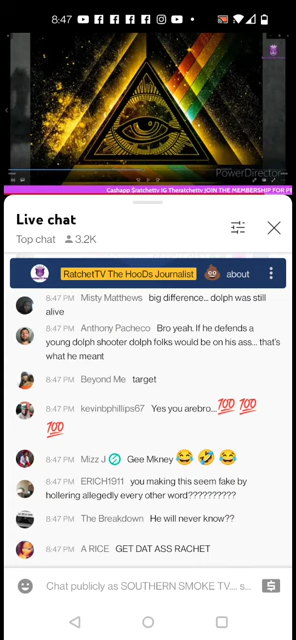 8:47
PowerDirector
Cashapp $ratchettv IG Theratchettv JOIN THE MEMBERSHIP FOR PE
Live chat
Top chat 3.2K
RatchetTV The HooDs Journalist 💩 about
8:47 PM Misty Matthews big difference... dolph was still
alive
8:47 PM Anthony Pacheco Bro yeah. If he defends a
young dolph shooter dolph folks would be on his ass... that's
what he meant
8:47 PM Beyond Me target
8:47 PM kevinbphillips67 Yes you arebro...💯 💯
💯
8:47 PM Mizz J Gee Mkney 😂 🤣 😂
8:47 PM ERICH1911 you making this seem fake by
hollering allegedly every other word??????????
8:47 PM The Breakdown He will never know??
8:47 PM A RICE GET DAT ASS RACHET
Chat publicly as SOUTHERN SMOKE TV.... s...